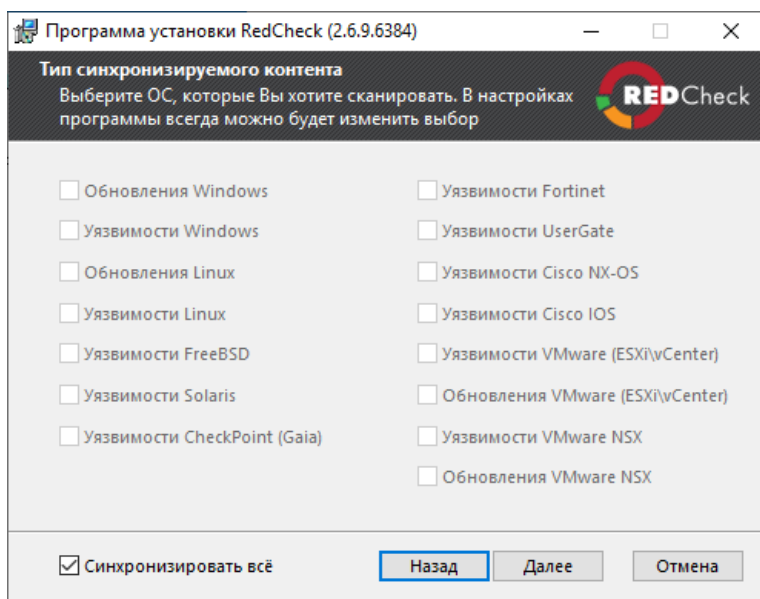 Программа установки RedCheck (2.6.9.6384)
Тип синхронизируемого контента
Выберите ОС, которые Вы хотите сканировать. В настройках
программы всегда можно будет изменить выбор
REDCheck
Обновления Windows
Уязвимости Windows
Обновления Linux
Уязвимости Linux
Уязвимости FreeBSD
Уязвимости Solaris
Уязвимости CheckPoint (Gaia)
Уязвимости Fortinet
Уязвимости UserGate
Уязвимости Cisco NX-OS
Уязвимости Cisco IOS
Уязвимости VMware (ESXi\vCenter)
Обновления VMware (ESXi\vCenter)
Уязвимости VMware NSX
Обновления VMware NSX
Синхронизировать всё
Назад
Далее
Отмена